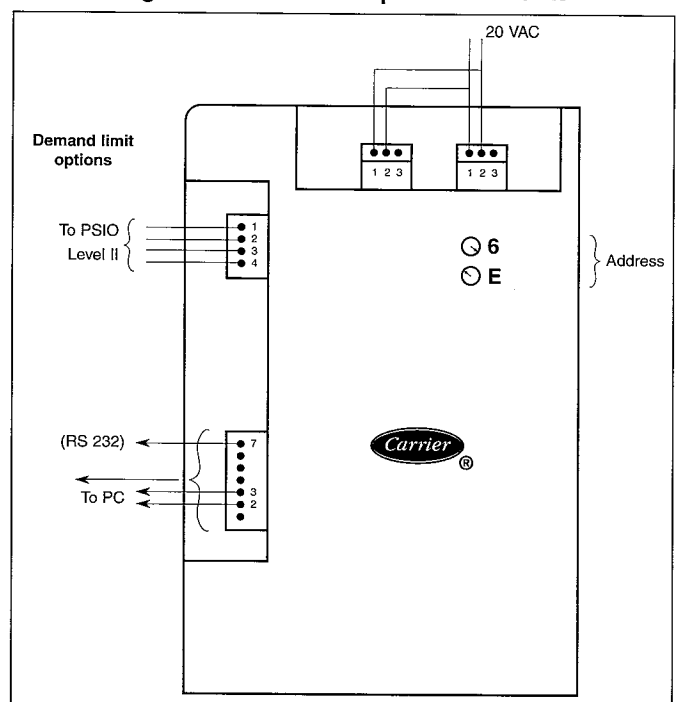 20 VAC
Demand limit
options
1 2 3
1 2 3
To PSIO
Level II
1
2
3
4
6
E
Address
(RS 232)
7
Carrier
®
To PC
3
2